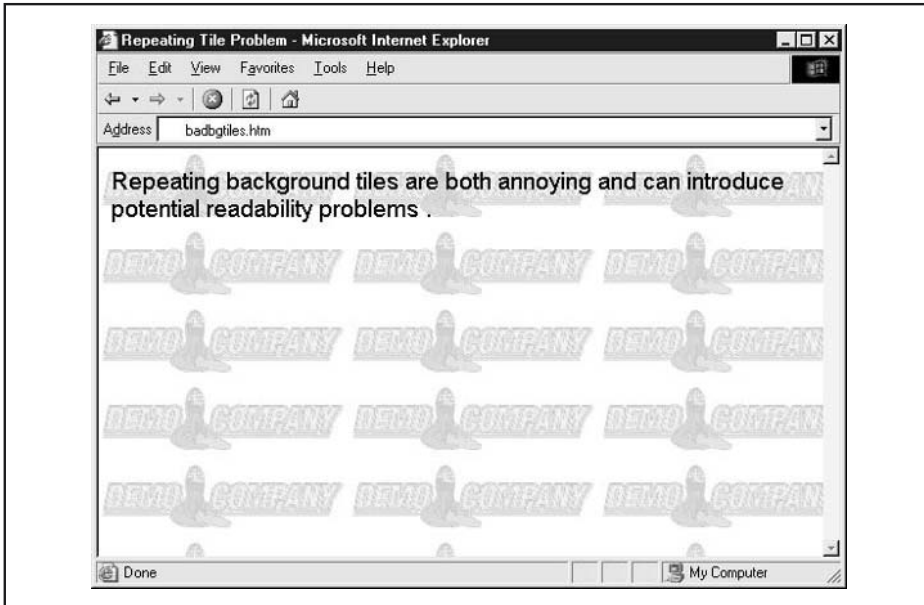 Repeating Tile Problem - Microsoft Internet Explorer
File Edit View Favorites Tools Help
Address badbgtiles.htm
Repeating background tiles are both annoying and can introduce
potential readability problems .
DEMO COMPANY DEMO COMPANY DEMO COMPAN
DEMO COMPANY DEMO COMPANY DEMO COMPAN
DEMO COMPANY DEMO COMPANY DEMO COMPAN
DEMO COMPANY DEMO COMPANY DEMO COMPAN
Done My Computer